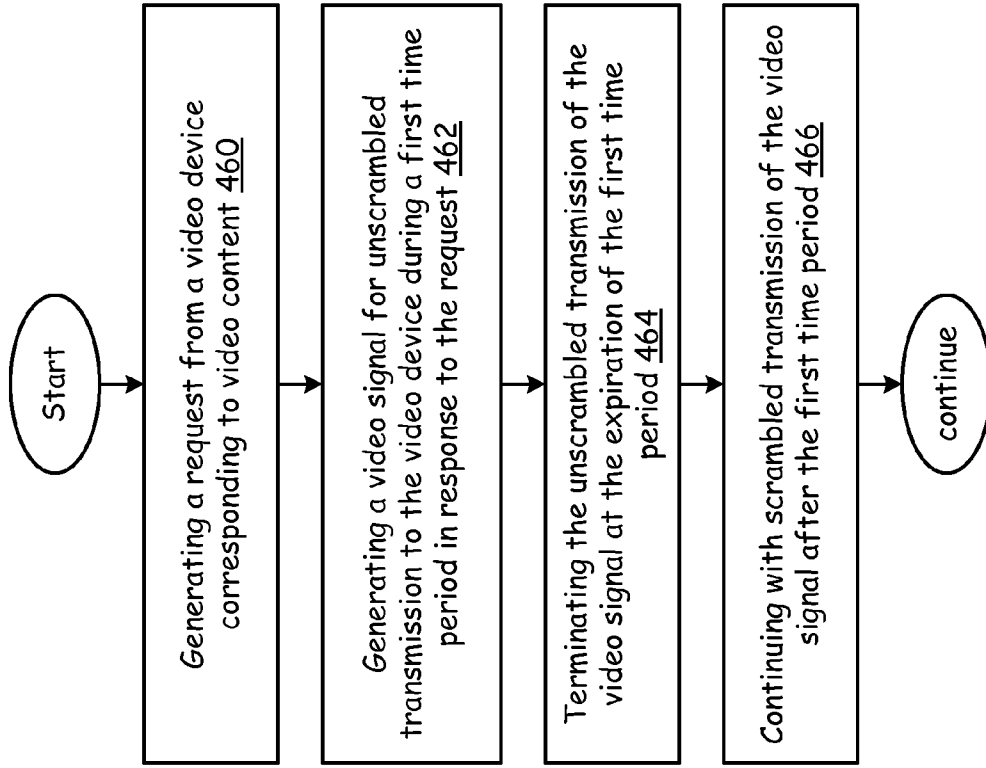 Start
Generating a request from a video device
corresponding to video content 460
Generating a video signal for unscrambled
transmission to the video device during a first time
period in response to the request 462
Terminating the unscrambled transmission of the
video signal at the expiration of the first time
period 464
Continuing with scrambled transmission of the video
signal after the first time period 466
continue